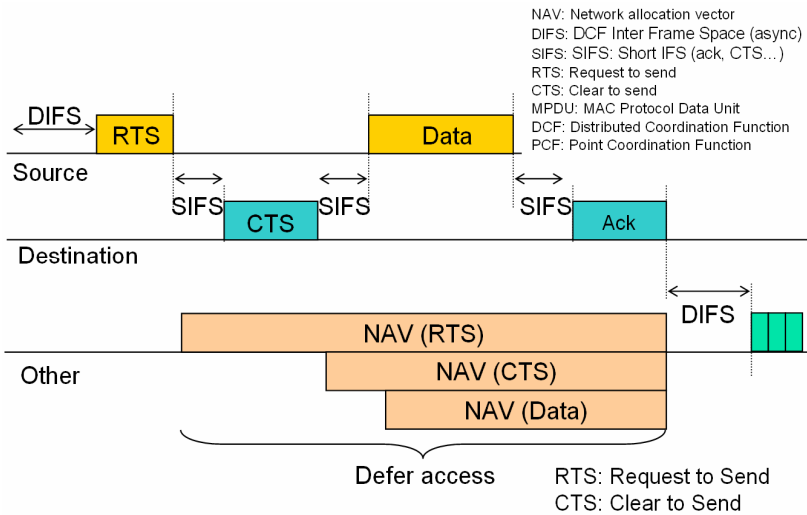 NAV: Network allocation vector
DIFS: DCF Inter Frame Space (async)
SIFS: SIFS: Short IFS (ack, CTS…)
RTS: Request to send
CTS: Clear to send
MPDU: MAC Protocol Data Unit
DCF: Distributed Coordination Function
PCF: Point Coordination Function
DIFS
RTS
Data
Source
SIFS
SIFS
SIFS
CTS
Ack
Destination
DIFS
NAV (RTS)
Other
NAV (CTS)
NAV (Data)
Defer access
RTS: Request to Send
CTS: Clear to Send